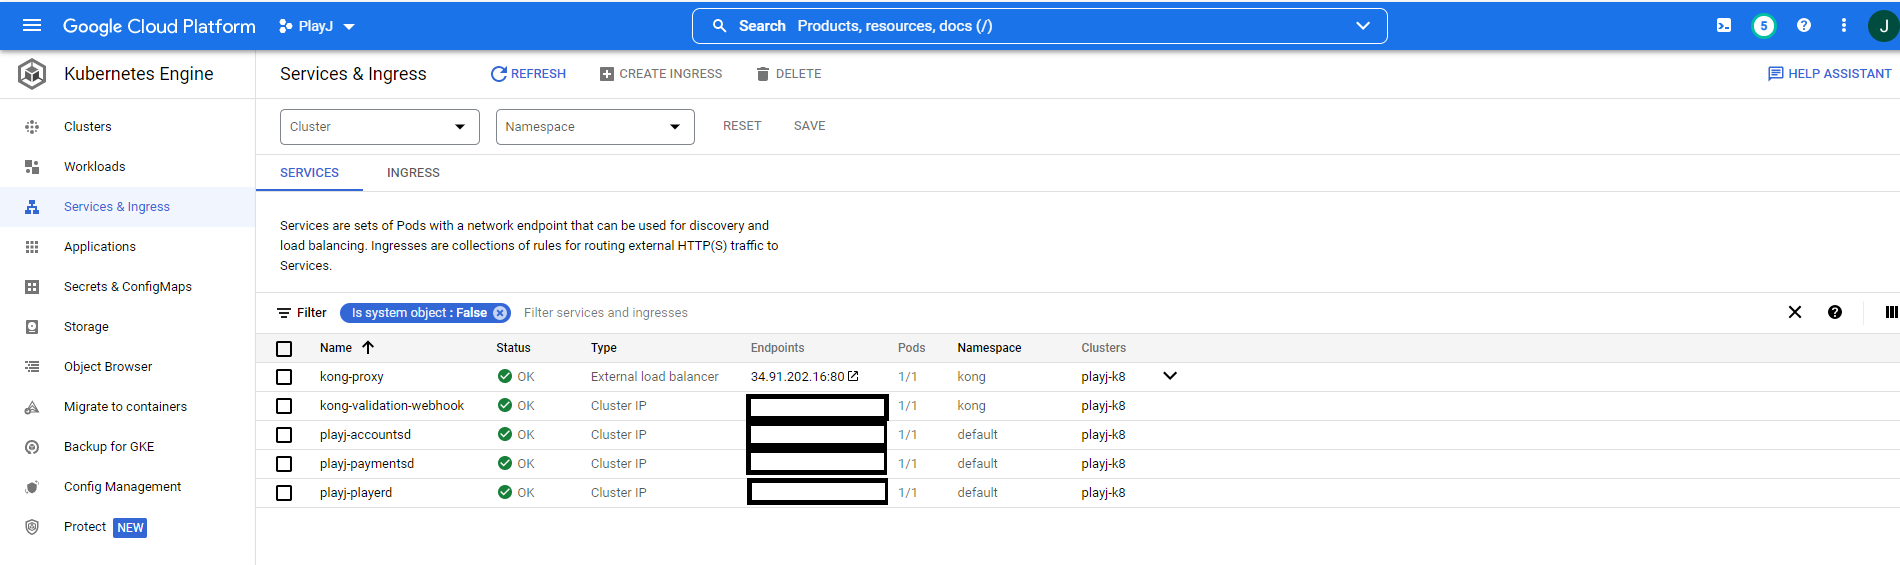 Google Cloud Platform PlayJ Search Products, resources, docs (/) 5 J
Kubernetes Engine Services & Ingress REFRESH CREATE INGRESS DELETE HELP ASSISTANT
Clusters
Workloads
Services & Ingress
Applications
Secrets & ConfigMaps
Storage
Object Browser
Migrate to containers
Backup for GKE
Config Management
Protect NEW
Cluster Namespace RESET SAVE
SERVICES INGRESS
Services are sets of Pods with a network endpoint that can be used for discovery and
load balancing. Ingresses are collections of rules for routing external HTTP(S) traffic to
Services.
Filter Is system object : False Filter services and ingresses
Name Status Type Endpoints Pods Namespace Clusters
kong-proxy OK External load balancer 34.91.202.16:80 1/1 kong playj-k8
kong-validation-webhook OK Cluster IP 1/1 kong playj-k8
playj-accountsd OK Cluster IP 1/1 default playj-k8
playj-paymentsd OK Cluster IP 1/1 default playj-k8
playj-playerd OK Cluster IP 1/1 default playj-k8